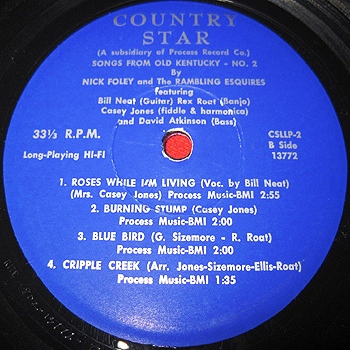 COUNTRY
STAR
(A subsidiary of Process Record Co.)
SONGS FROM OLD KENTUCKY - NO. 2
By
NICK FOLEY and The RAMBLING ESQUIRES
featuring
Bill Neat (Guitar) Rex Roat (Banjo)
Casey Jones (fiddle & harmonica)
and David Atkinson (Bass)
33⅓ R.P.M.
Long-Playing Hi-Fi
CSLLP-2
B Side
13772
1. ROSES WHILE I'M LIVING (Voc. by Bill Neat)
(Mrs. Casey Jones) Process Music-BMI 2:55
2. BURNING STUMP (Casey Jones)
Process Music-BMI 2:00
3. BLUE BIRD (G. Sizemore - R. Roat)
Process Music-BMI 2:00
4. CRIPPLE CREEK (Arr. Jones-Sizemore-Ellis-Roat)
Process Music-BMI 1:35